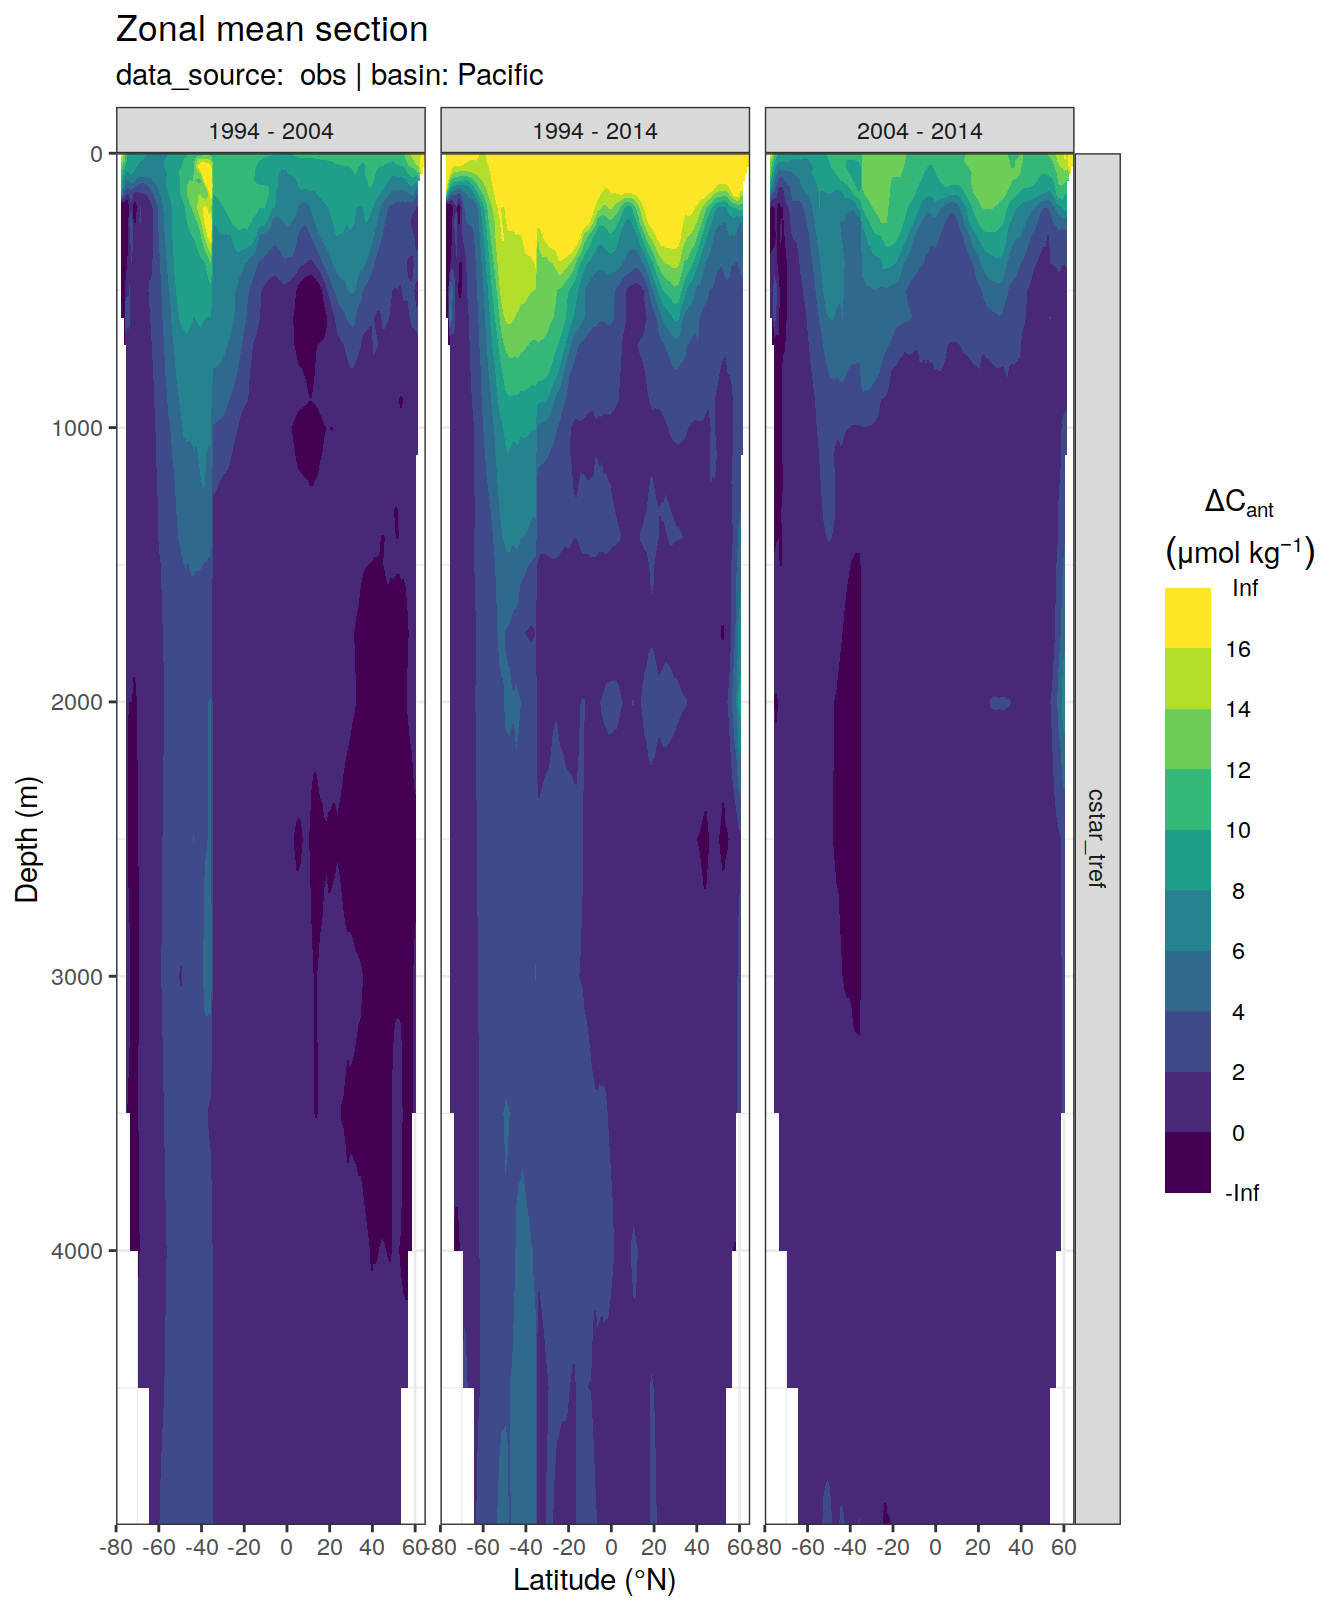 Zonal mean section
data_source:  obs | basin: Pacific
1994 - 2004
1994 - 2014
2004 - 2014
0
1000
2000
3000
4000
Depth (m)
cstar_tref
-80 -60 -40 -20 0 20 40 60
-80 -60 -40 -20 0 20 40 60
-80 -60 -40 -20 0 20 40 60
Latitude (°N)
ΔCant
(μmol kg−1)
Inf
16
14
12
10
8
6
4
2
0
-Inf